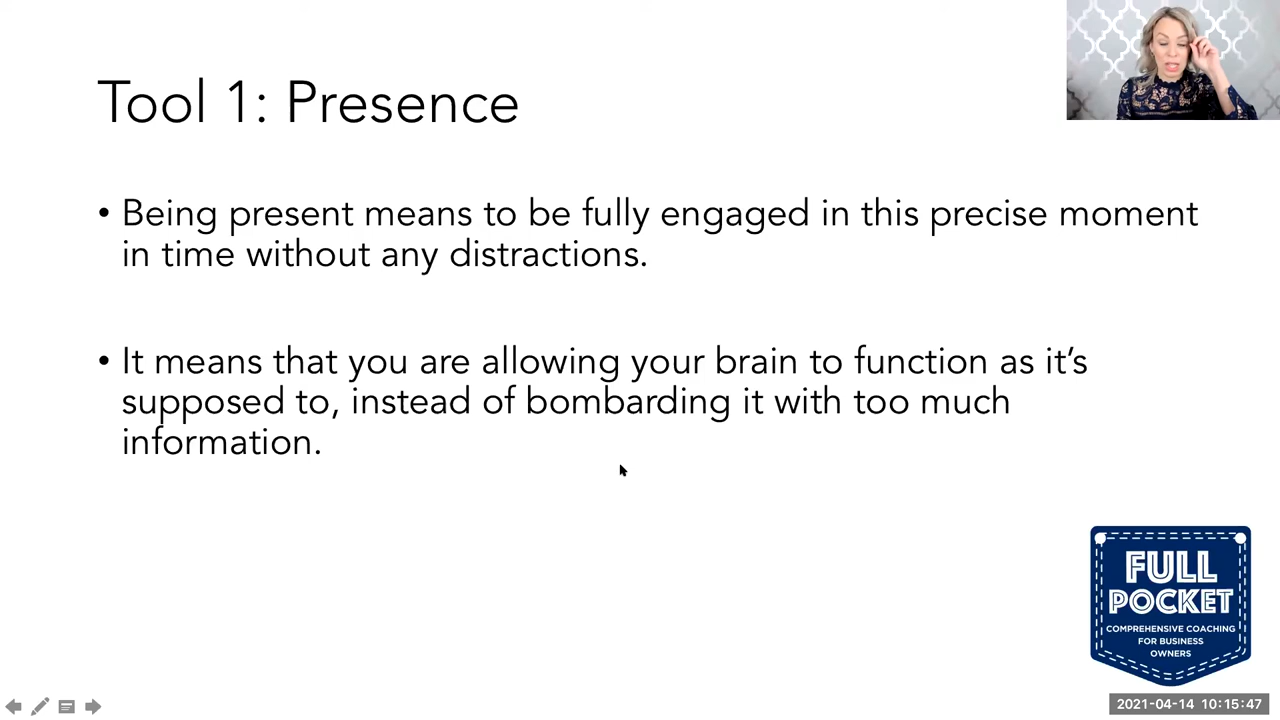 Tool 1: Presence
• Being present means to be fully engaged in this precise moment
in time without any distractions.
• It means that you are allowing your brain to function as it’s
supposed to, instead of bombarding it with too much
information.
FULL
POCKET
COMPREHENSIVE COACHING
FOR BUSINESS
OWNERS
2021-04-14 10:15:47